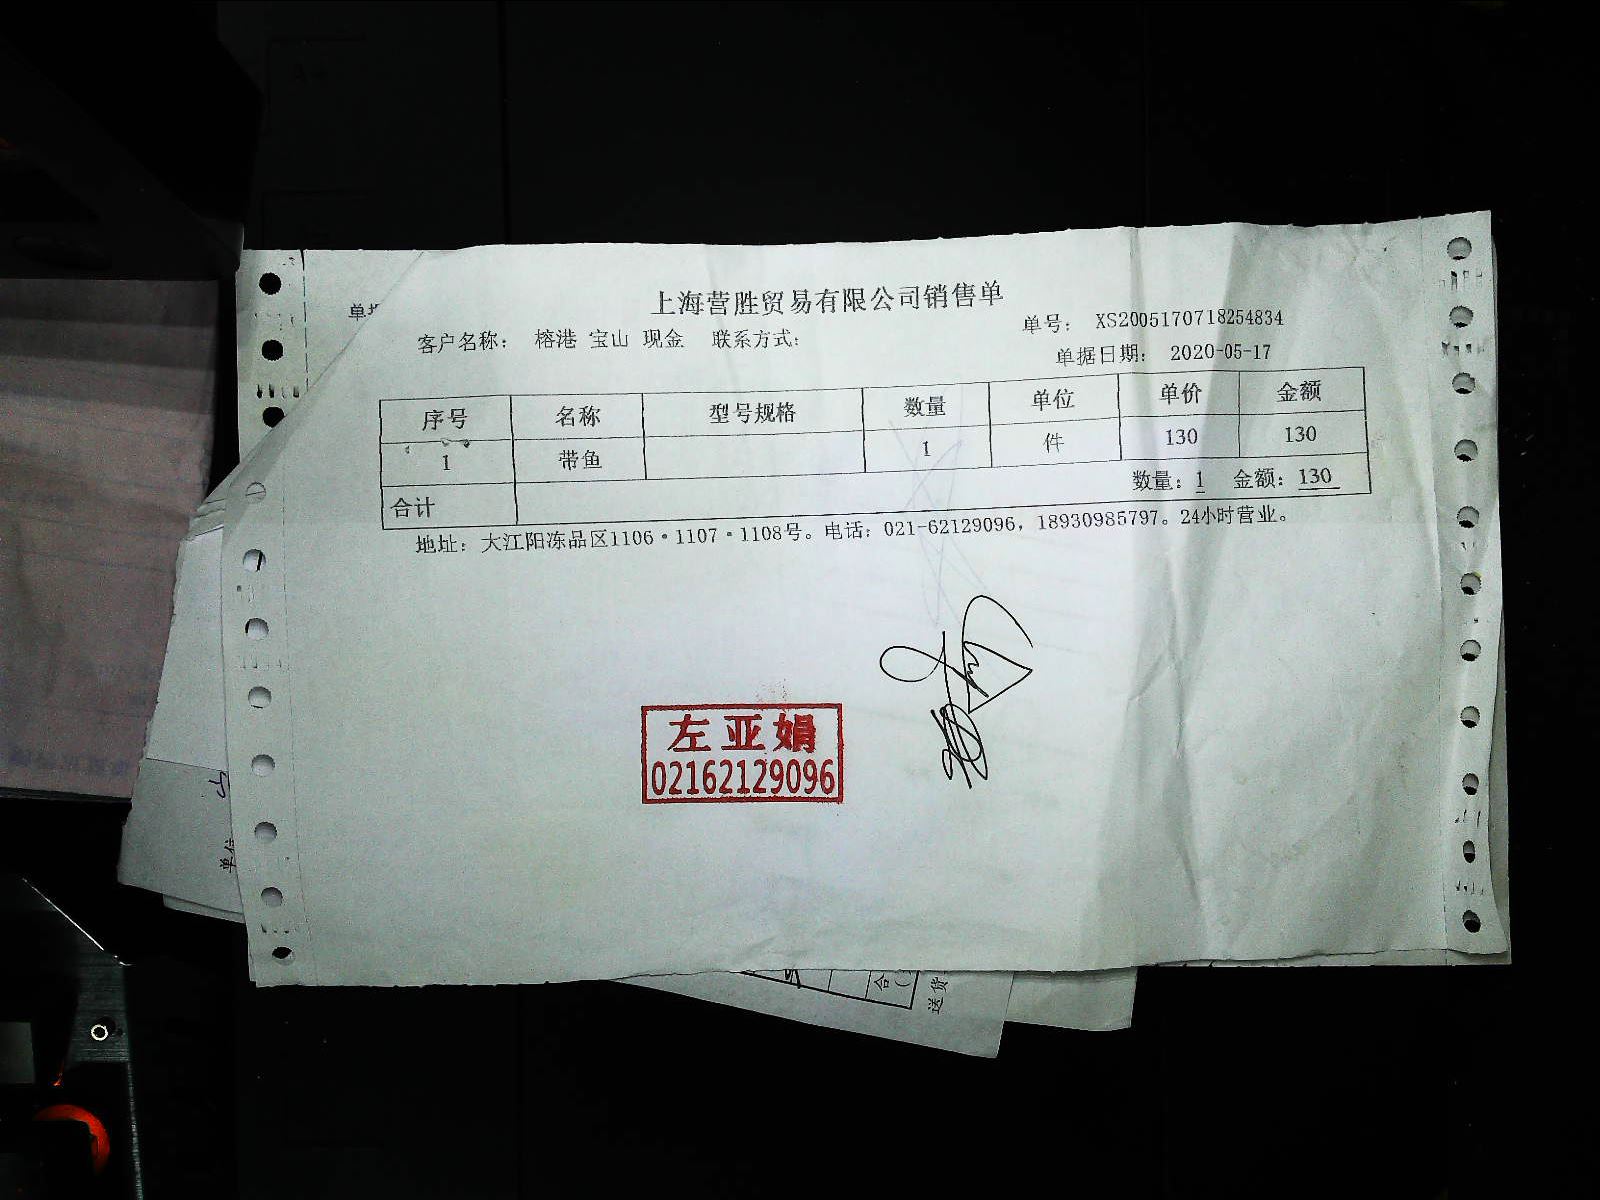 上海营胜贸易有限公司销售单
单号： XS2005170718254834
客户名称： 榕港 宝山 现金 联系方式：
单据日期： 2020-05-17
序号 名称 型号规格 数量 单位 单价 金额
1 带鱼 1 件 130 130
合计 数量：1 金额：130
地址：大江阳冻品区1106·1107·1108号。电话：021-62129096，18930985797。24小时营业。
左亚娟
02162129096
单位
合
送货